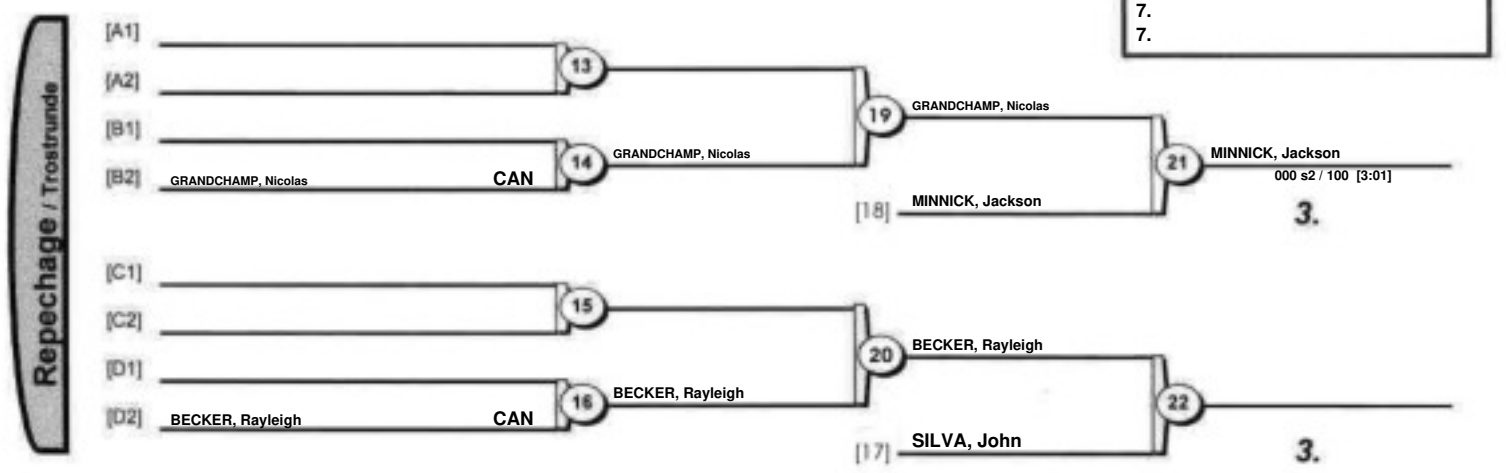 7.
7.
Repechage / Trostrunde
[A1]
13
[A2]
[B1]
14
[B2] GRANDCHAMP, Nicolas CAN
GRANDCHAMP, Nicolas
19
GRANDCHAMP, Nicolas
[18] MINNICK, Jackson
21
MINNICK, Jackson
000 s2 / 100 [3:01]
3.
[C1]
15
[C2]
[D1]
16
[D2] BECKER, Rayleigh CAN
BECKER, Rayleigh
20
BECKER, Rayleigh
[17] SILVA, John
22
3.